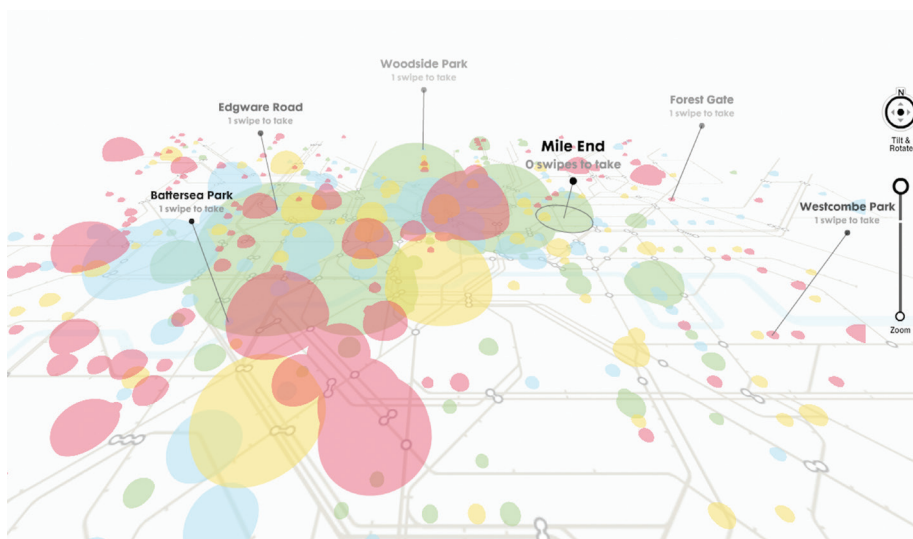 Woodside Park
1 swipe to take
Edgware Road
1 swipe to take
Forest Gate
1 swipe to take
N
Tilt &
Rotate
Mile End
0 swipes to take
Battersea Park
1 swipe to take
Westcombe Park
1 swipe to take
Zoom